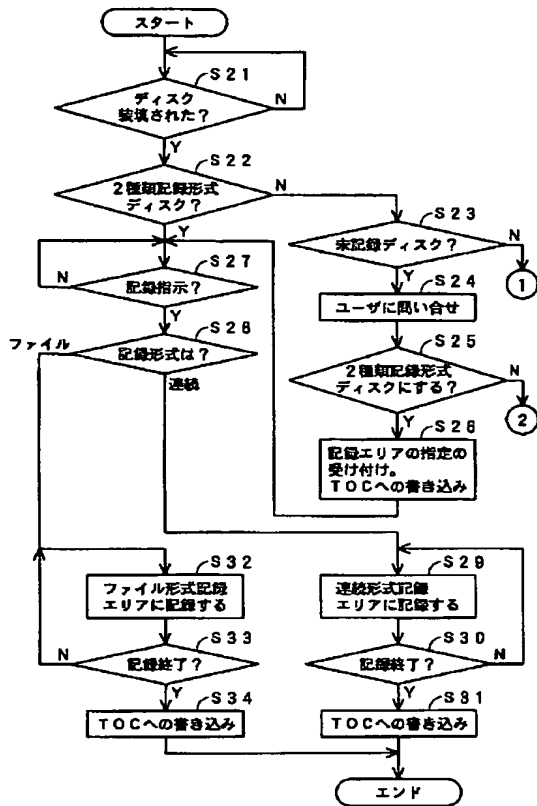 スタート
S21
ディスク
装填された?
N
Y
S22
2種類記録形式
ディスク?
N
Y
S23
未記録ディスク?
N
Y
1
S27
記録指示?
N
Y
S24
ユーザに問い合せ
S28
記録形式は?
ファイル
連続
S25
2種類記録形式
ディスクにする?
N
Y
2
S26
記録エリアの指定の
受け付け。
TOCへの書き込み
S32
ファイル形式記録
エリアに記録する
S29
連続形式記録
エリアに記録する
S33
記録終了?
N
Y
S30
記録終了?
N
Y
S34
TOCへの書き込み
S31
TOCへの書き込み
エンド